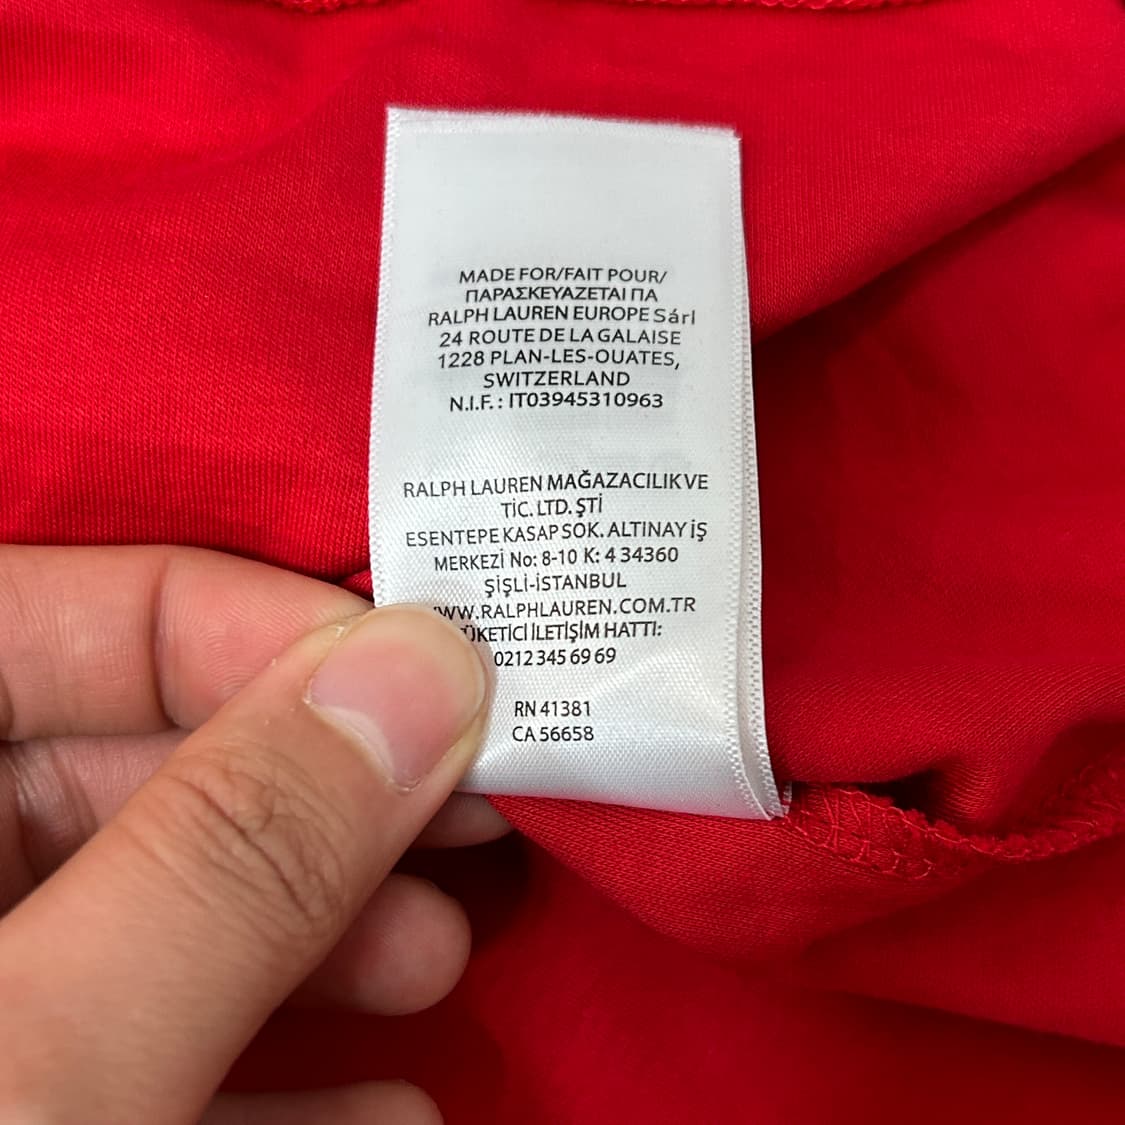 MADE FOR/FAIT POUR/
ΠΑΡΑΣΚΕΥΑΖΕΤΑΙ ΠΑ
RALPH LAUREN EUROPE Sárl
24 ROUTE DE LA GALAISE
1228 PLAN-LES-OUATES,
SWITZERLAND
N.I.F. : IT03945310963
RALPH LAUREN MAĞAZACILIK VE
TİC. LTD. ŞTİ
ESENTEPE KASAP SOK. ALTINAY İŞ
MERKEZİ No: 8-10 K: 4 34360
ŞİŞLİ-İSTANBUL
WW.RALPHLAUREN.COM.TR
ÜKETİCİ İLETİŞİM HATTI:
0212 345 69 69
RN 41381
CA 56658